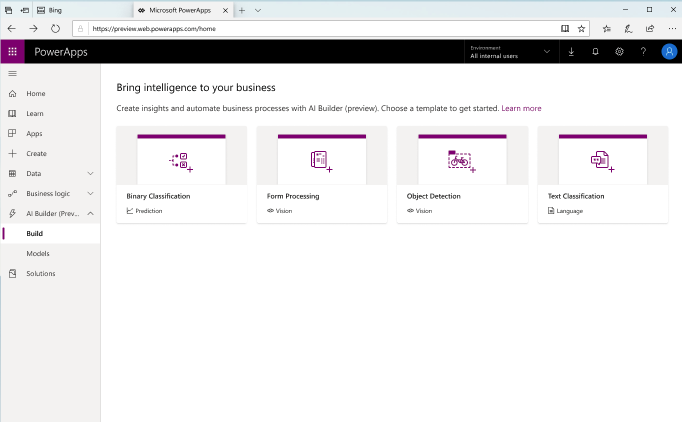 Bing
Microsoft PowerApps
https://preview.web.powerapps.com/home
PowerApps
Environment
All internal users
Home
Learn
Apps
Create
Data
Business logic
AI Builder (Prev...
Build
Models
Solutions
Bring intelligence to your business
Create insights and automate business processes with AI Builder (preview). Choose a template to get started. Learn more
Binary Classification
Prediction
Form Processing
Vision
Object Detection
Vision
Text Classification
Language